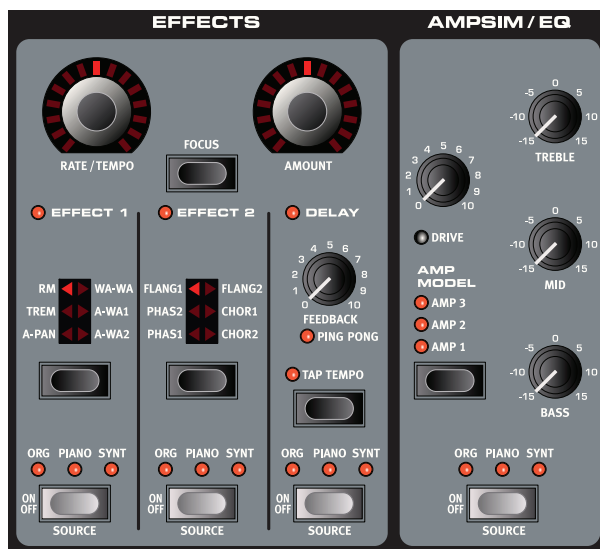 EFFECTS
RATE/TEMPO
FOCUS
AMOUNT
EFFECT 1
EFFECT 2
DELAY
RM WA-WA
TREM A-WA1
A-PAN A-WA2
FLANG1 FLANG2
PHAS2 CHOR1
PHAS1 CHOR2
0 1 2 3 4 5 6 7 8 9 10
FEEDBACK
PING PONG
TAP TEMPO
ORG PIANO SYNT
ON
OFF
SOURCE
ORG PIANO SYNT
ON
OFF
SOURCE
ORG PIANO SYNT
ON
OFF
SOURCE
AMPSIM/EQ
0 1 2 3 4 5 6 7 8 9 10
DRIVE
AMP
MODEL
AMP 3
AMP 2
AMP 1
-15 -10 -5 0 5 10 15
TREBLE
-15 -10 -5 0 5 10 15
MID
-15 -10 -5 0 5 10 15
BASS
ORG PIANO SYNT
ON
OFF
SOURCE